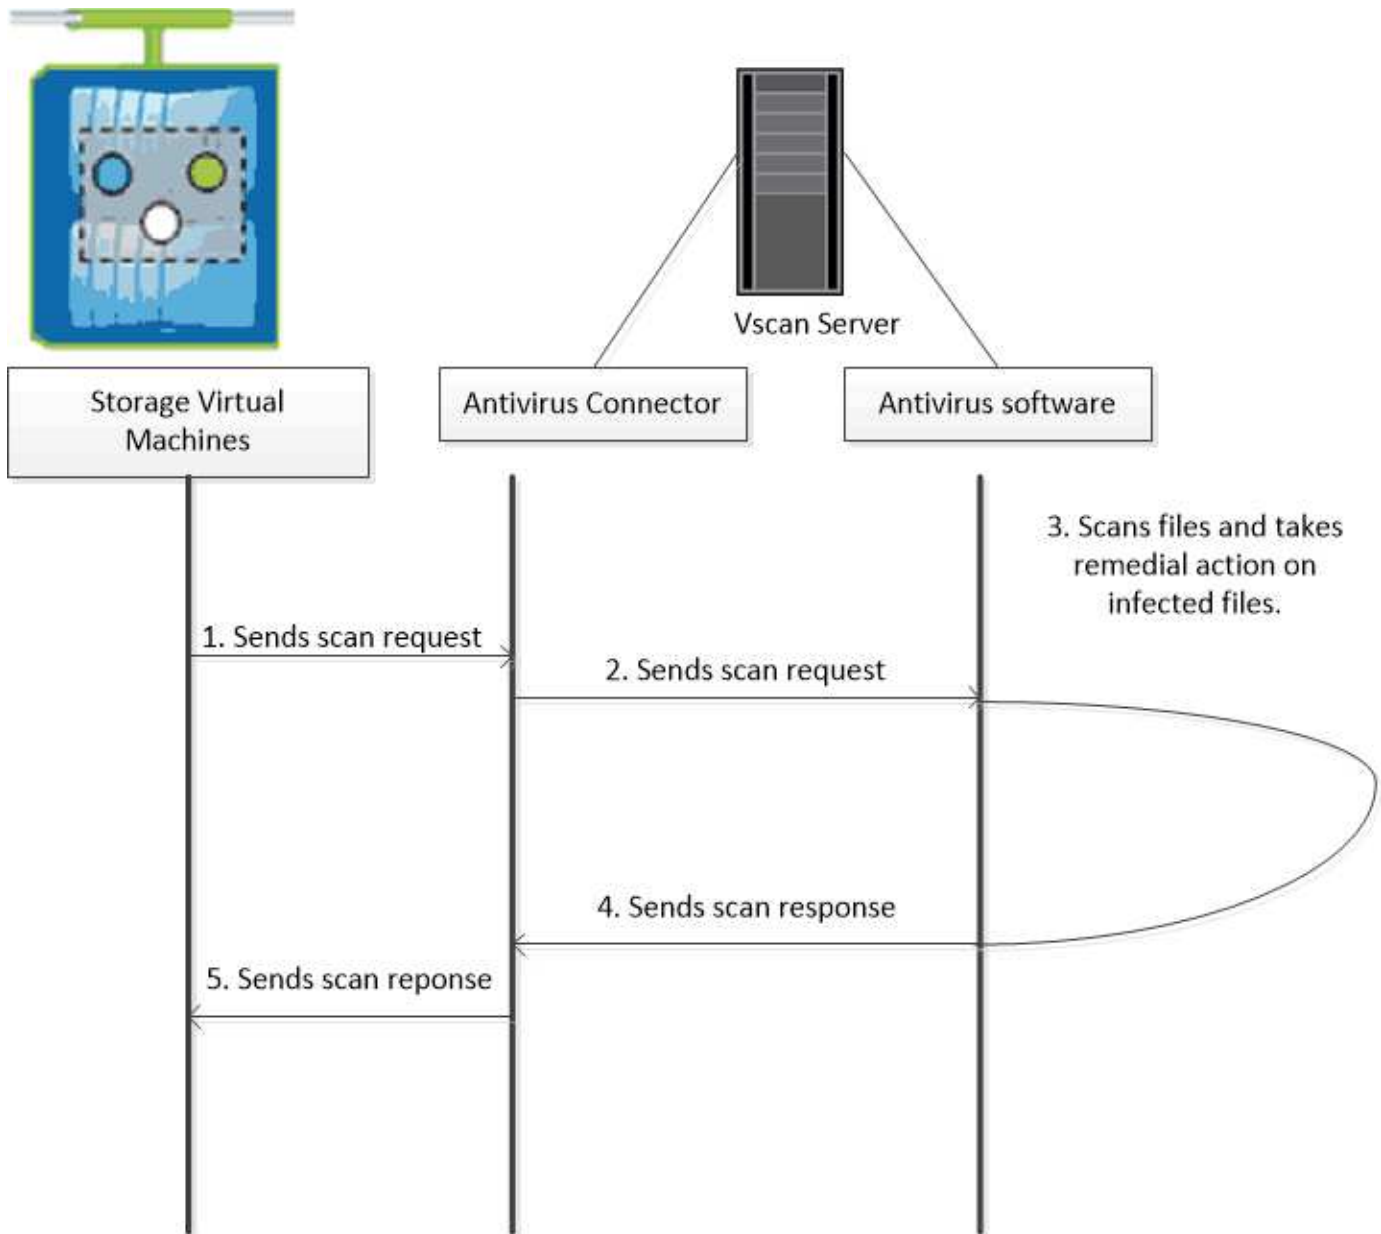 Vscan Server
Storage Virtual
Machines
Antivirus Connector
Antivirus software
3. Scans files and takes
remedial action on
infected files.
1. Sends scan request
2. Sends scan request
4. Sends scan response
5. Sends scan reponse